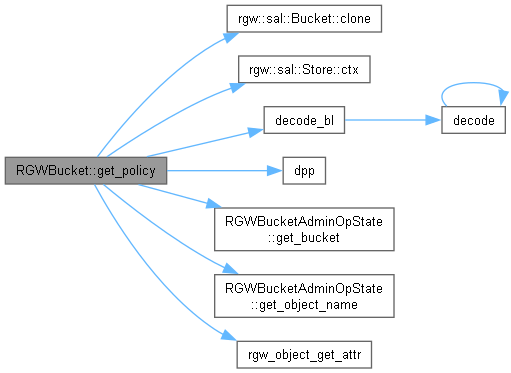 rgw::sal::Bucket::clone
rgw::sal::Store::ctx
decode_bl
decode
RGWBucket::get_policy
dpp
RGWBucketAdminOpState
::get_bucket
RGWBucketAdminOpState
::get_object_name
rgw_object_get_attr